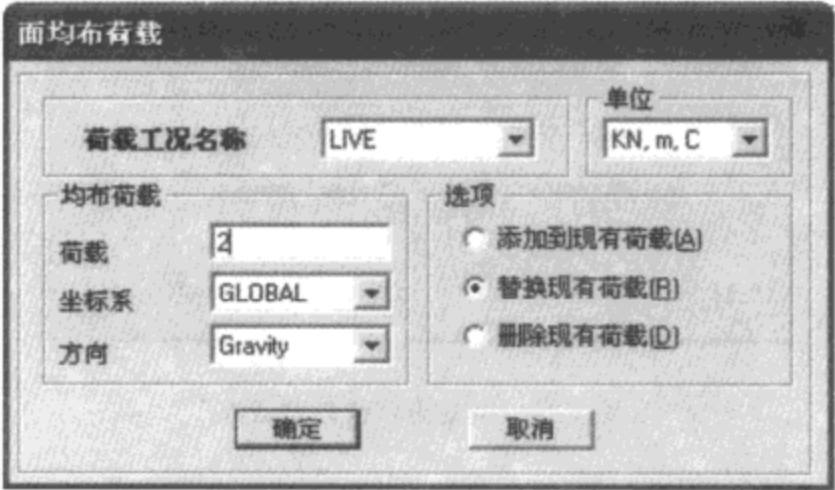 面均布荷载
单位
荷载工况名称 LIVE KN, m, C
均布荷载 选项
荷载 2 添加到现有荷载(A)
坐标系 GLOBAL 替换现有荷载(R)
方向 Gravity 删除现有荷载(D)
确定 取消